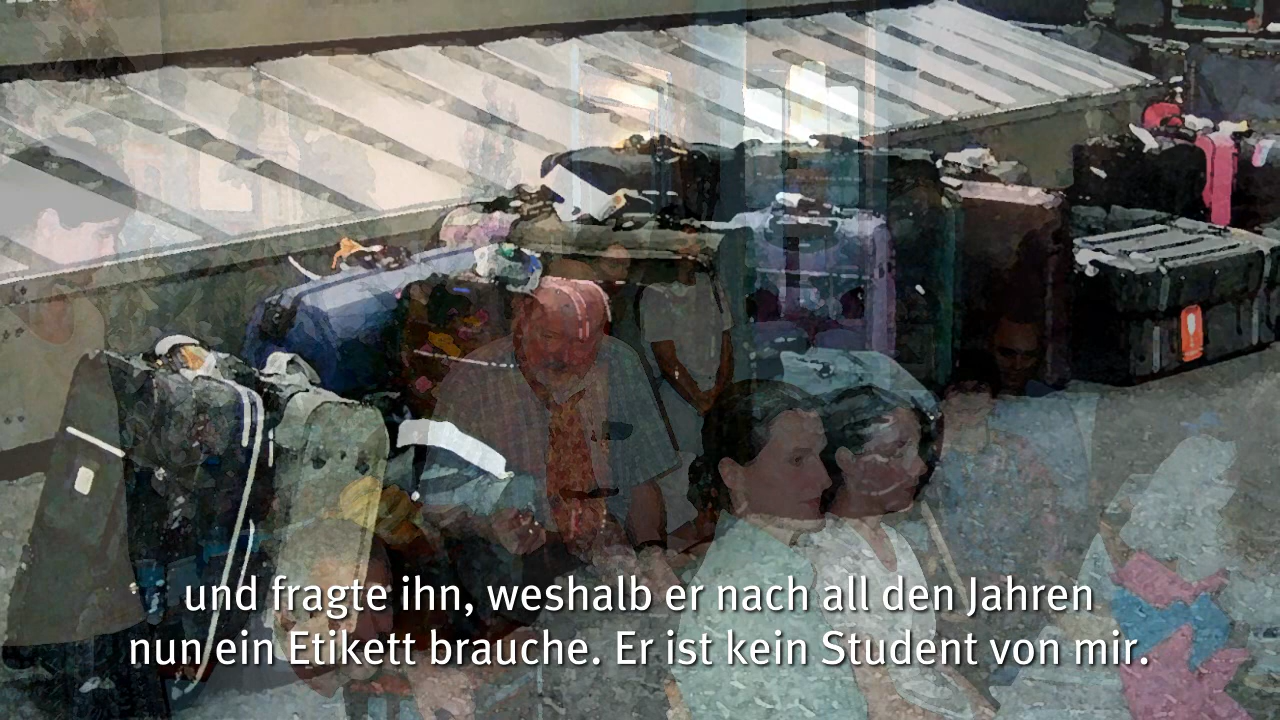 und fragte ihn, weshalb er nach all den Jahren
nun ein Etikett brauche. Er ist kein Student von mir.